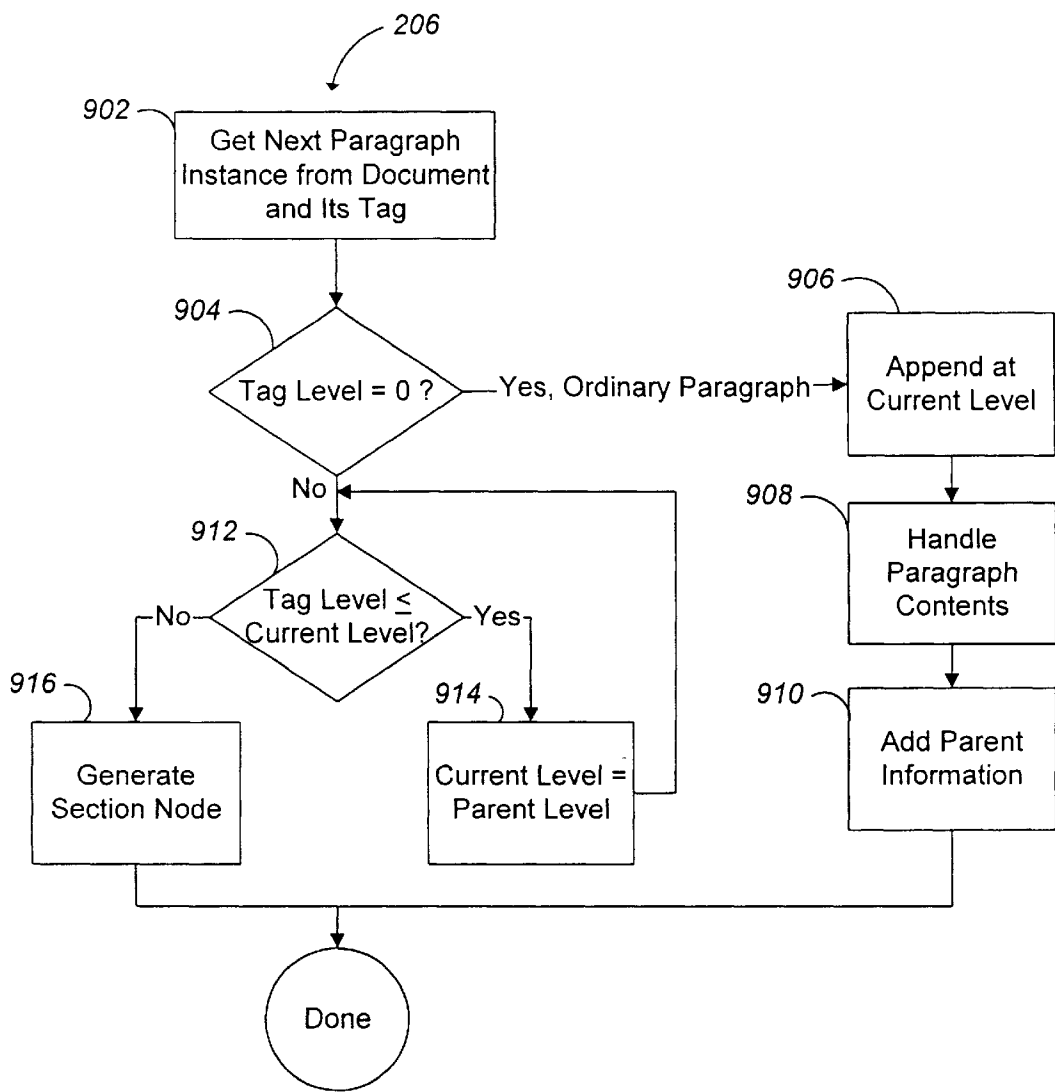 206
902
Get Next Paragraph
Instance from Document
and Its Tag
904
Tag Level = 0 ?
Yes, Ordinary Paragraph
906
Append at
Current Level
No
908
Handle
Paragraph
Contents
912
Tag Level ≤
Current Level?
No
Yes
916
Generate
Section Node
914
Current Level =
Parent Level
910
Add Parent
Information
Done